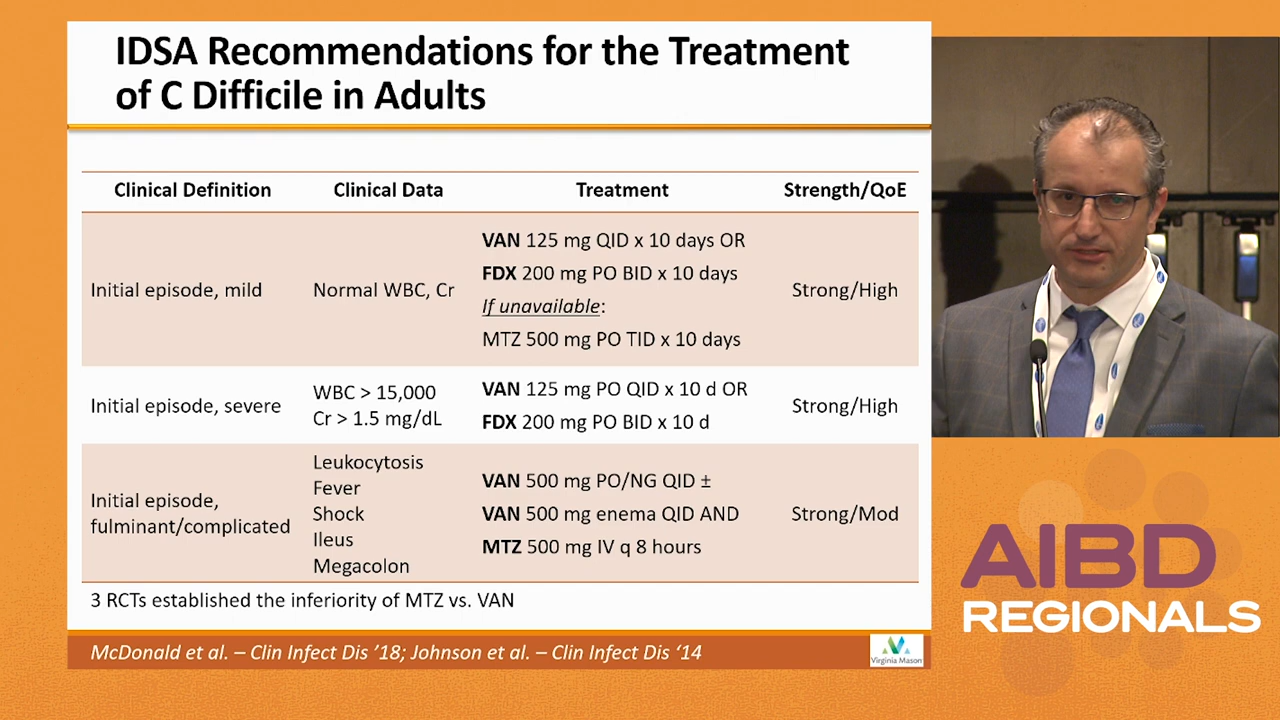 IDSA Recommendations for the Treatment
of C Difficile in Adults
Clinical Definition Clinical Data Treatment Strength/QoE
Initial episode, mild
Normal WBC, Cr
VAN 125 mg QID x 10 days OR
FDX 200 mg PO BID x 10 days
If unavailable:
MTZ 500 mg PO TID x 10 days
Strong/High
Initial episode, severe
WBC > 15,000
Cr > 1.5 mg/dL
VAN 125 mg PO QID x 10 d OR
FDX 200 mg PO BID x 10 d
Strong/High
Initial episode,
fulminant/complicated
Leukocytosis
Fever
Shock
Ileus
Megacolon
VAN 500 mg PO/NG QID ±
VAN 500 mg enema QID AND
MTZ 500 mg IV q 8 hours
Strong/Mod
3 RCTs established the inferiority of MTZ vs. VAN
McDonald et al. – Clin Infect Dis '18; Johnson et al. – Clin Infect Dis ‘14
Virginia Mason
AIBD
REGIONALS